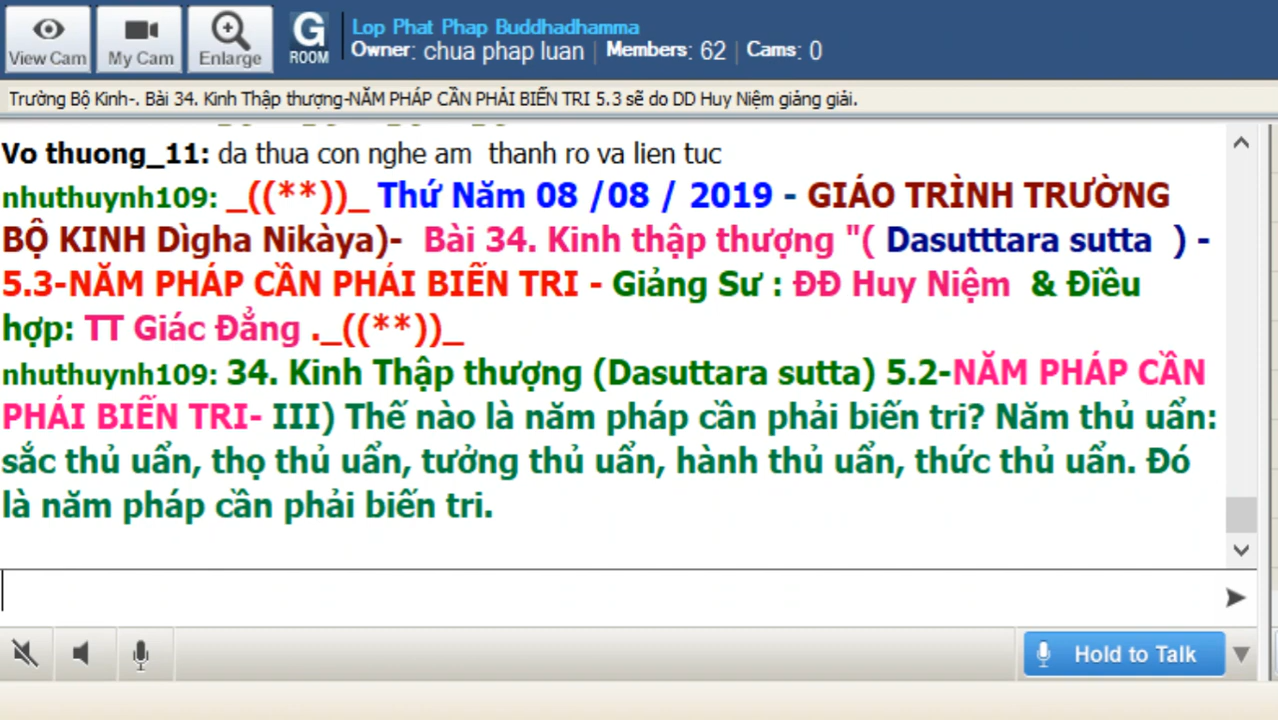 View Cam
My Cam
Enlarge
G
ROOM
Lop Phat Phap Buddhadhamma
Owner: chua phap luan | Members: 62 | Cams: 0
Trường Bộ Kinh-. Bài 34. Kinh Thập thượng-NĂM PHÁP CẦN PHẢI BIẾN TRI 5.3 sẽ do DD Huy Niệm giảng giải.
Vo thuong_11: da thua con nghe am thanh ro va lien tuc
nhuthuynh109: _((**))_ Thứ Năm 08 /08 / 2019 - GIÁO TRÌNH TRƯỜNG
BỘ KINH Dìgha Nikàya)- Bài 34. Kinh thập thượng "( Dasutttara sutta ) -
5.3-NĂM PHÁP CẦN PHẢI BIẾN TRI - Giảng Sư : ĐĐ Huy Niệm & Điều
hợp: TT Giác Đẳng ._((**))_
nhuthuynh109: 34. Kinh Thập thượng (Dasuttara sutta) 5.2-NĂM PHÁP CẦN
PHẢI BIẾN TRI- III) Thế nào là năm pháp cần phải biến tri? Năm thủ uẩn:
sắc thủ uẩn, thọ thủ uẩn, tưởng thủ uẩn, hành thủ uẩn, thức thủ uẩn. Đó
là năm pháp cần phải biến tri.
Hold to Talk